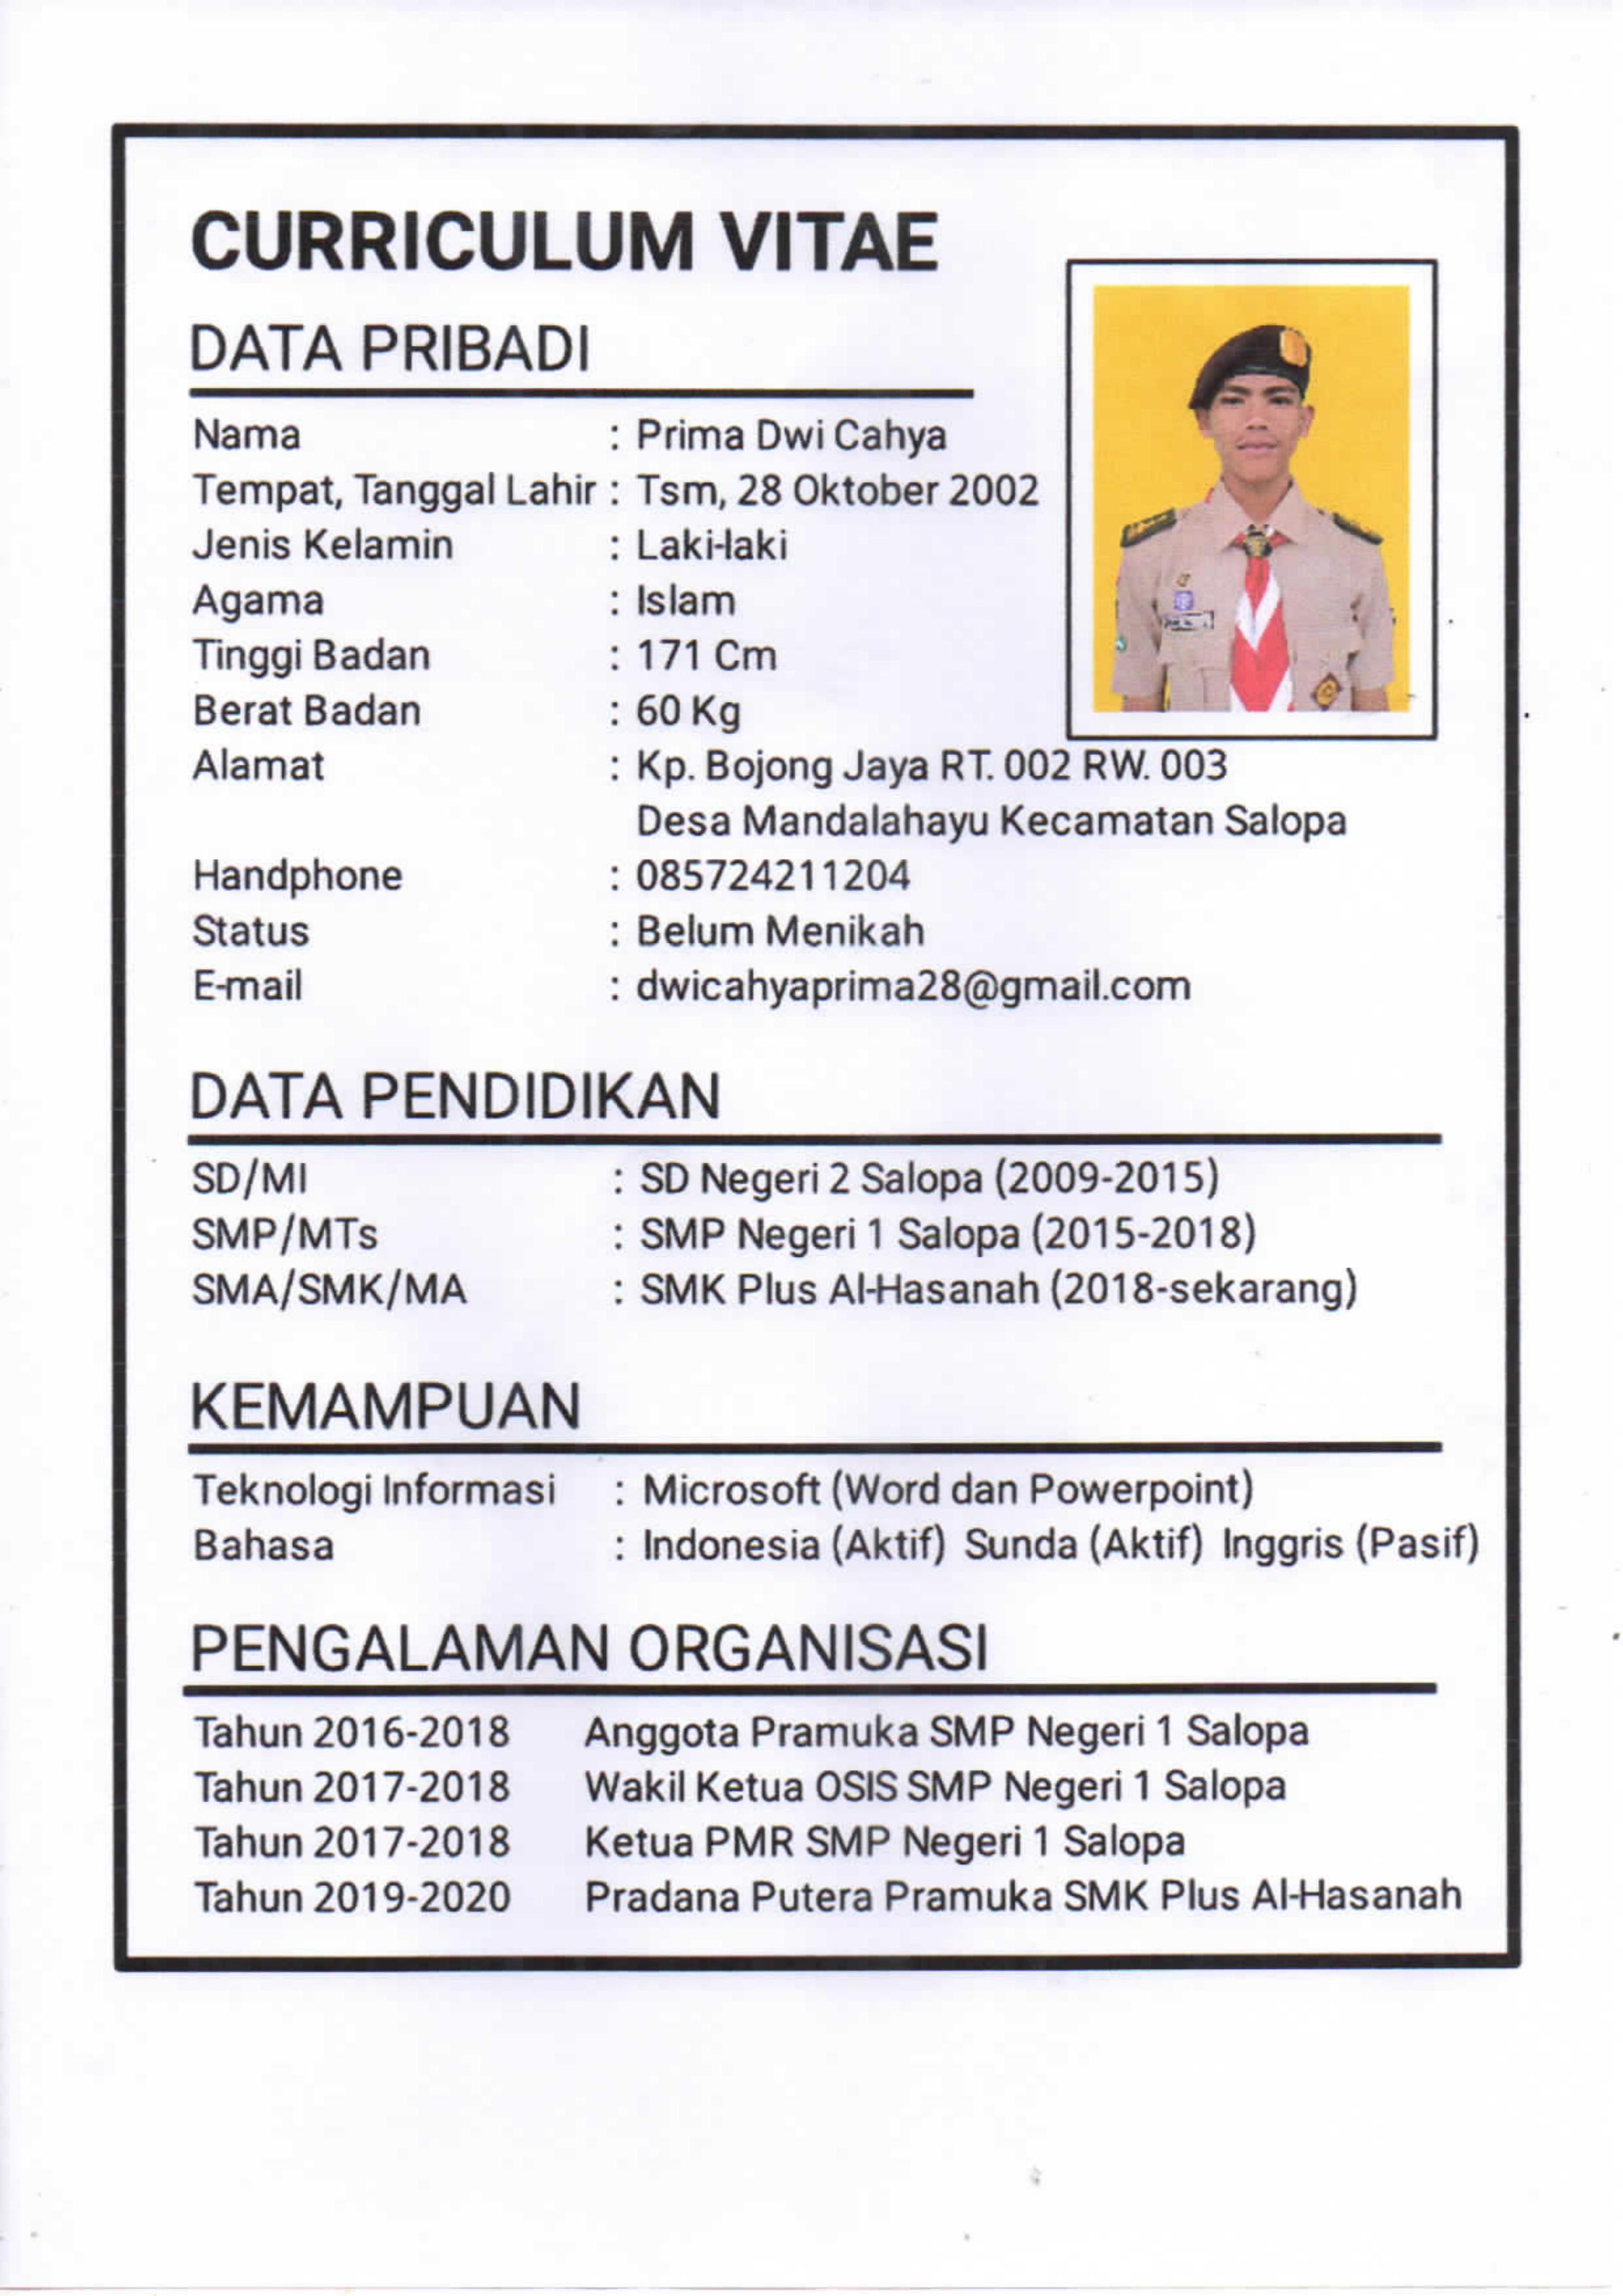 CURRICULUM VITAE
DATA PRIBADI
Nama : Prima Dwi Cahya
Tempat, Tanggal Lahir : Tsm, 28 Oktober 2002
Jenis Kelamin : Laki-laki
Agama : Islam
Tinggi Badan : 171 Cm
Berat Badan : 60 Kg
Alamat : Kp. Bojong Jaya RT. 002 RW. 003
Desa Mandalahayu Kecamatan Salopa
Handphone : 085724211204
Status : Belum Menikah
E-mail : dwicahyaprima28@gmail.com
DATA PENDIDIKAN
SD/MI : SD Negeri 2 Salopa (2009-2015)
SMP/MTs : SMP Negeri 1 Salopa (2015-2018)
SMA/SMK/MA : SMK Plus Al-Hasanah (2018-sekarang)
KEMAMPUAN
Teknologi Informasi : Microsoft (Word dan Powerpoint)
Bahasa : Indonesia (Aktif) Sunda (Aktif) Inggris (Pasif)
PENGALAMAN ORGANISASI
Tahun 2016-2018 Anggota Pramuka SMP Negeri 1 Salopa
Tahun 2017-2018 Wakil Ketua OSIS SMP Negeri 1 Salopa
Tahun 2017-2018 Ketua PMR SMP Negeri 1 Salopa
Tahun 2019-2020 Pradana Putera Pramuka SMK Plus Al-Hasanah